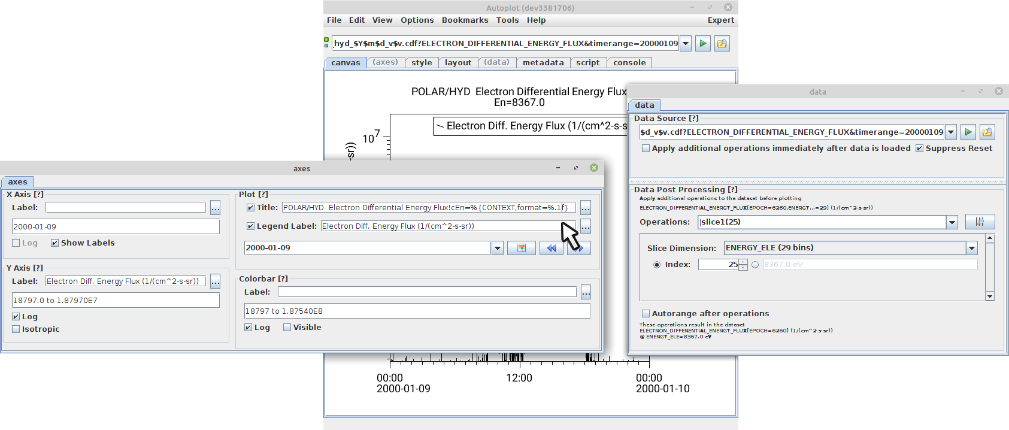 Autoplot (dev3381706)
File Edit View Options Bookmarks Tools Help Expert
hyd_$Y$m$d_v$v.cdf?ELECTRON_DIFFERENTIAL_ENERGY_FLUX&timerange=20000109
canvas (axes) style layout (data) metadata script console
POLAR/HYD Electron Differential Energy Flux
En=8367.0
Electron Diff. Energy Flux (1/(cm^2-s-s
10^7
-sr))
00:00 12:00 00:00
2000-01-09 2000-01-10
axes
axes
X Axis [?]
Label: ...
2000-01-09
Log Show Labels
Y Axis [?]
Label: Electron Diff. Energy Flux (1/(cm^2-s-sr)) ...
18797.0 to 1.87970E7
Log
Isotropic
Plot [?]
Title: POLAR/HYD Electron Differential Energy Flux!cEn=%{CONTEXT,format=%.1f} ...
Legend Label: Electron Diff. Energy Flux (1/(cm^2-s-sr)) ...
2000-01-09
Colorbar [?]
Label: ...
18797 to 1.87540E8
Log Visible
data
data
Data Source [?]
$d_v$v.cdf?ELECTRON_DIFFERENTIAL_ENERGY_FLUX&timerange=20000109
Apply additional operations immediately after data is loaded Suppress Reset
Data Post Processing [?]
Apply additional operations to the dataset before plotting
ELECTRON_DIFFERENTIAL_ENERGY_FLUX[EPOCH=6260,ENERGY...=29] (1/(cm^2-s-sr))
Operations: |slice1(25)
Slice Dimension: ENERGY_ELE (29 bins)
Index: 25 8367.0 eV
Autorange after operations
These operations result in the dataset
ELECTRON_DIFFERENTIAL_ENERGY_FLUX[EPOCH=6260] (1/(cm^2-s-sr))
@ ENERGY_ELE=8367.0 eV